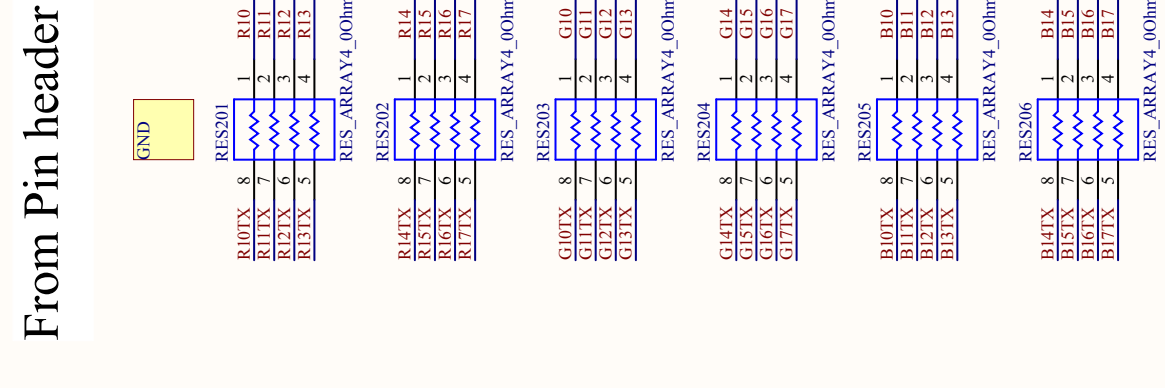 From Pin header
GND
RES201
R10 R11 R12 R13
1 2 3 4
8 7 6 5
R10TX R11TX R12TX R13TX
RES_ARRAY4_0Ohm
RES202
R14 R15 R16 R17
1 2 3 4
8 7 6 5
R14TX R15TX R16TX R17TX
RES_ARRAY4_0Ohm
RES203
G10 G11 G12 G13
1 2 3 4
8 7 6 5
G10TX G11TX G12TX G13TX
RES_ARRAY4_0Ohm
RES204
G14 G15 G16 G17
1 2 3 4
8 7 6 5
G14TX G15TX G16TX G17TX
RES_ARRAY4_0Ohm
RES205
B10 B11 B12 B13
1 2 3 4
8 7 6 5
B10TX B11TX B12TX B13TX
RES_ARRAY4_0Ohm
RES206
B14 B15 B16 B17
1 2 3 4
8 7 6 5
B14TX B15TX B16TX B17TX
RES_ARRAY4_0Ohm